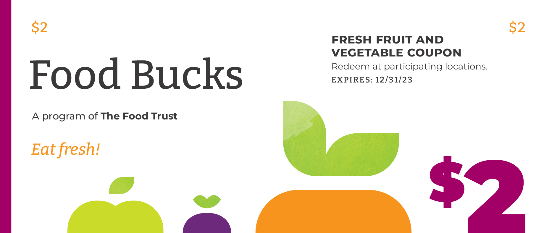 $2
$2
FRESH FRUIT AND
VEGETABLE COUPON
Redeem at participating locations.
EXPIRES: 12/31/23
Food Bucks
A program of The Food Trust
Eat fresh!
$2